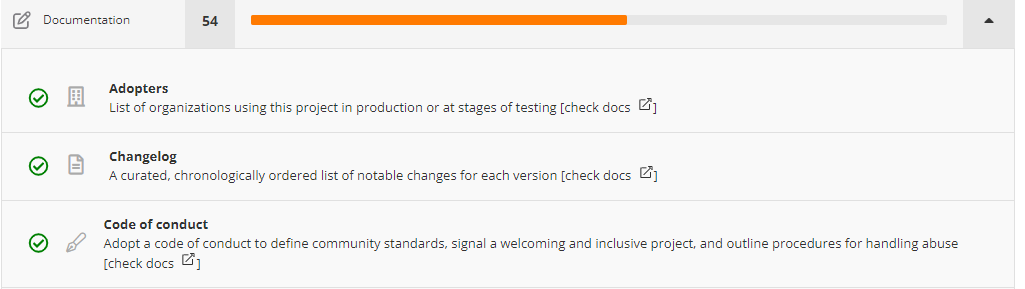 Documentation 54
Adopters
List of organizations using this project in production or at stages of testing [check docs ]
Changelog
A curated, chronologically ordered list of notable changes for each version [check docs ]
Code of conduct
Adopt a code of conduct to define community standards, signal a welcoming and inclusive project, and outline procedures for handling abuse
[check docs ]